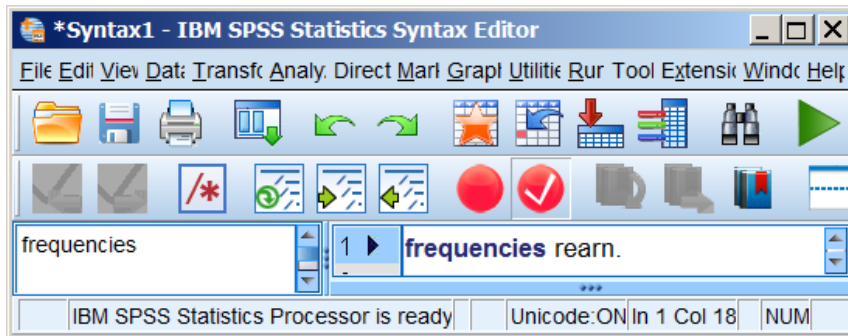 *Syntax1 - IBM SPSS Statistics Syntax Editor
File Edit View Data Transfc Analy. Direct Mark Graph Utilitie Rur Tool Extensic Windc Help
/*
frequencies
1 frequencies rearn.
IBM SPSS Statistics Processor is ready Unicode:ON In 1 Col 18 NUM